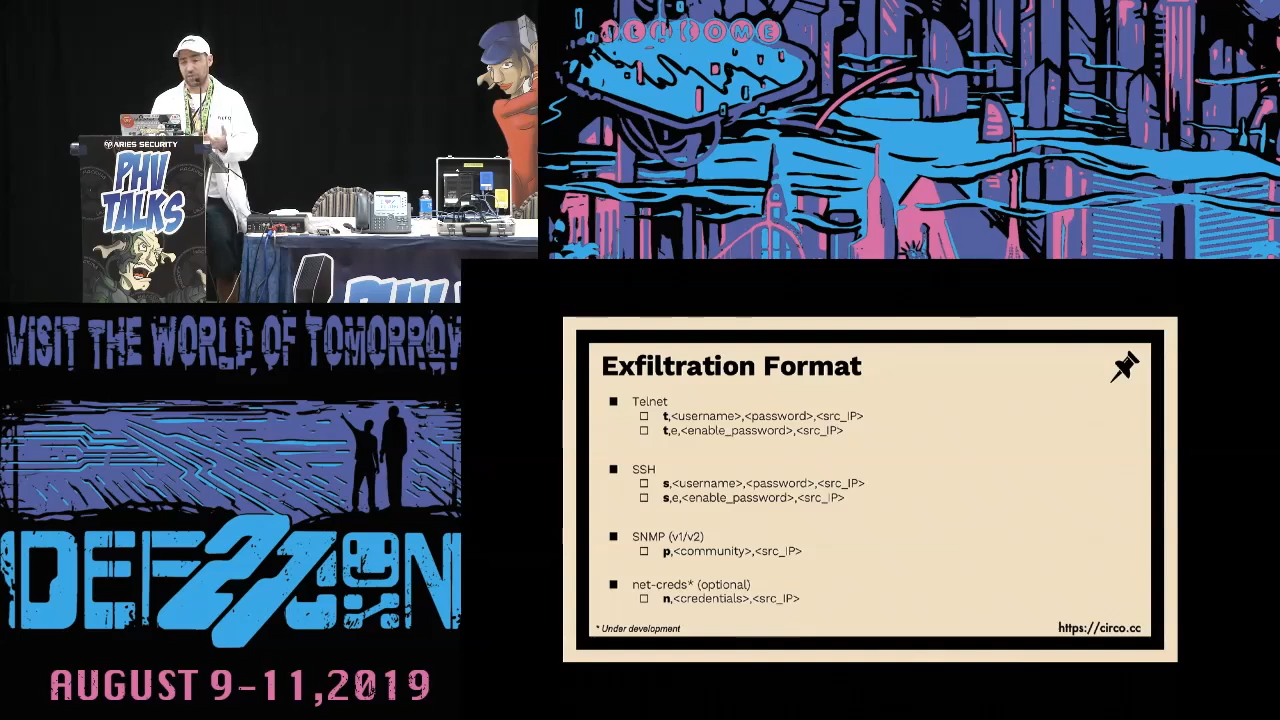 WELCOME
ARIES SECURITY
PHV
TALKS
PHV
VISIT THE WORLD OF TOMORROW
DEF27CON
AUGUST 9-11,2019
Exfiltration Format
Telnet
t,<username>,<password>,<src_IP>
t,e,<enable_password>,<src_IP>
SSH
s,<username>,<password>,<src_IP>
s,e,<enable_password>,<src_IP>
SNMP (v1/v2)
p,<community>,<src_IP>
net-creds* (optional)
n,<credentials>,<src_IP>
* Under development
https://circo.cc